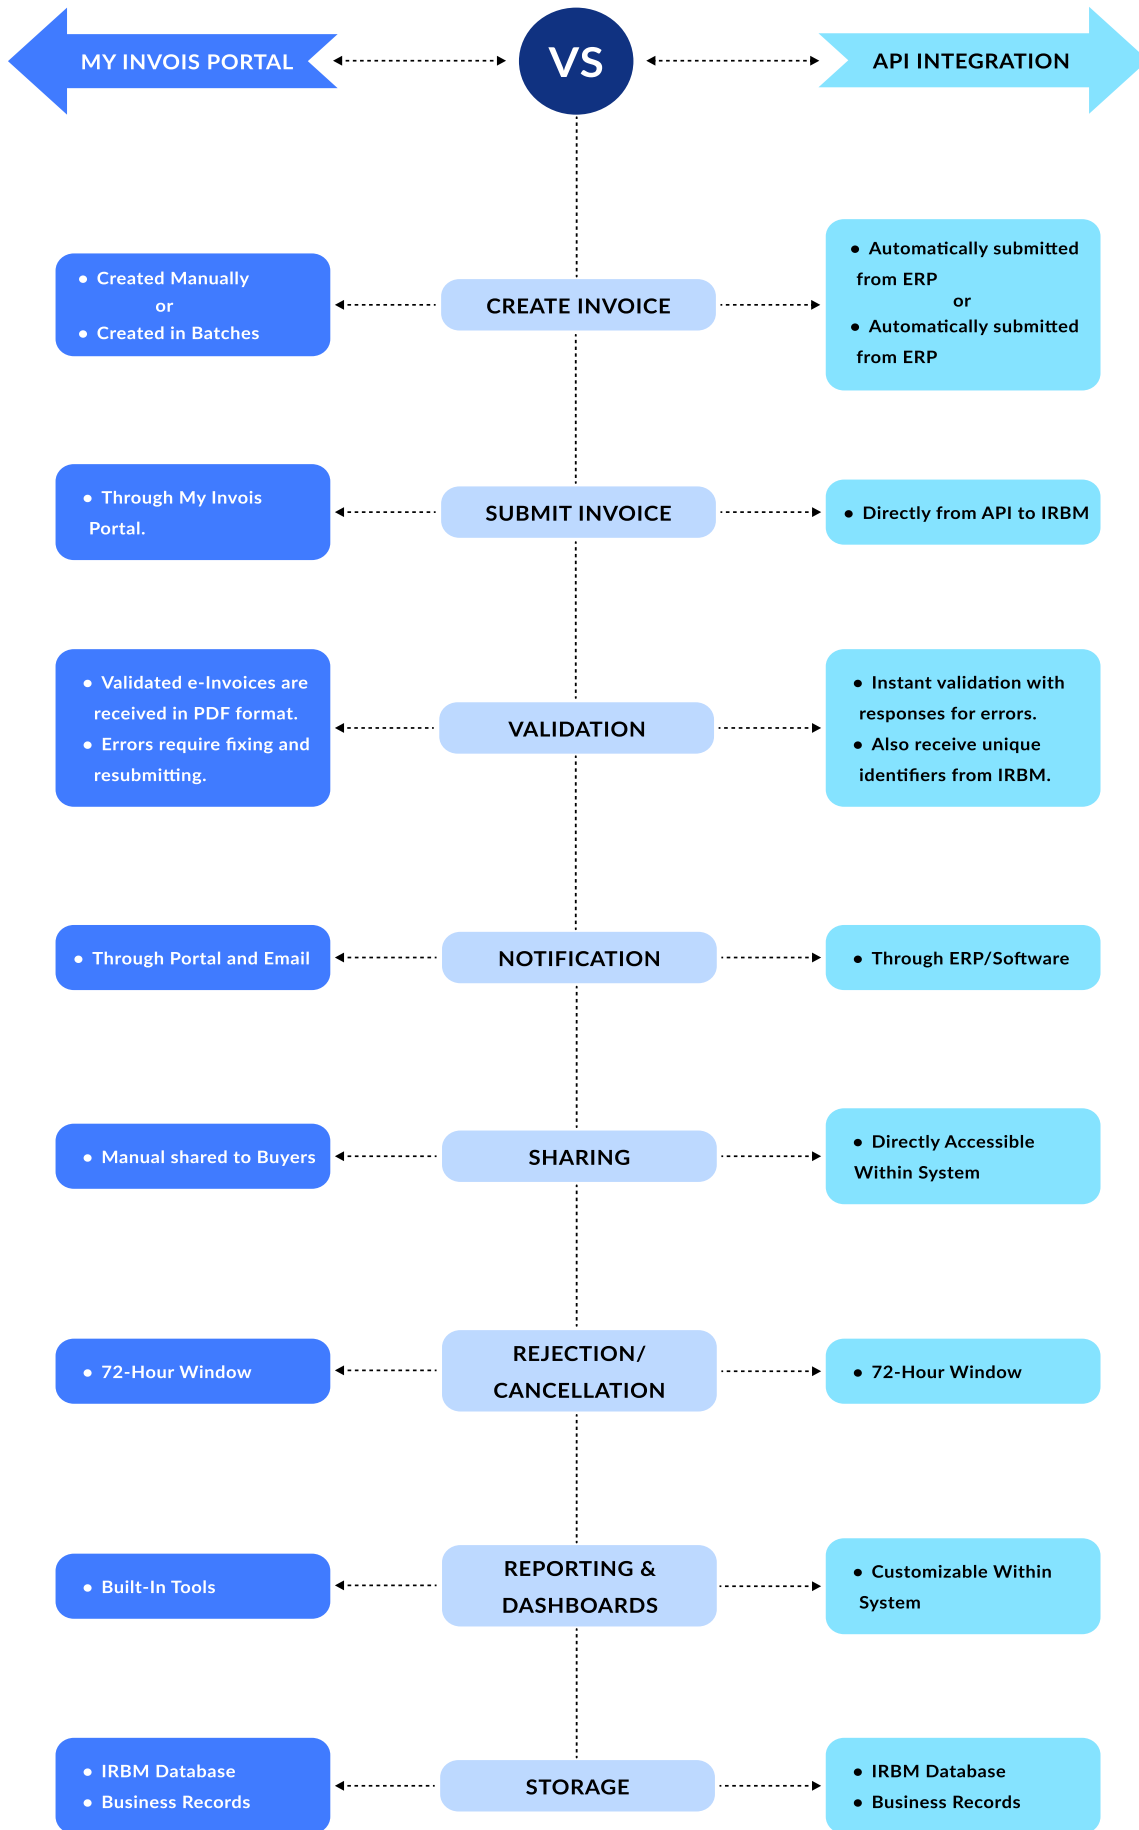 MY INVOIS PORTAL
VS
API INTEGRATION
• Created Manually
or
• Created in Batches
CREATE INVOICE
• Automatically submitted
from ERP
or
• Automatically submitted
from ERP
• Through My Invois
Portal.
SUBMIT INVOICE
• Directly from API to IRBM
• Validated e-Invoices are
received in PDF format.
• Errors require fixing and
resubmitting.
VALIDATION
• Instant validation with
responses for errors.
• Also receive unique
identifiers from IRBM.
• Through Portal and Email
NOTIFICATION
• Through ERP/Software
• Manual shared to Buyers
SHARING
• Directly Accessible
Within System
• 72-Hour Window
REJECTION/
CANCELLATION
• 72-Hour Window
• Built-In Tools
REPORTING &
DASHBOARDS
• Customizable Within
System
• IRBM Database
• Business Records
STORAGE
• IRBM Database
• Business Records